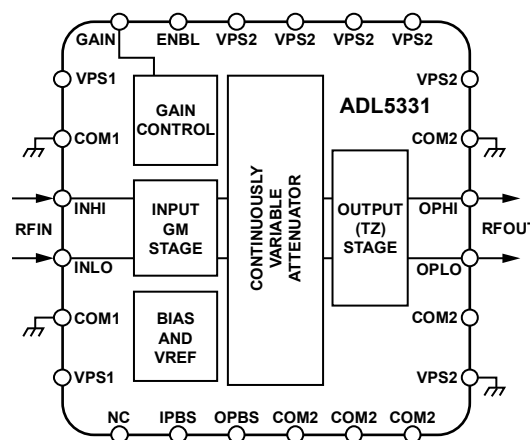 GAIN ENBL VPS2 VPS2 VPS2 VPS2
VPS1
VPS2
ADL5331
GAIN
CONTROL
COM1
COM2
CONTINUOUSLY
VARIABLE
ATTENUATOR
INHI
INPUT
GM
STAGE
OUTPUT
(TZ)
STAGE
OPHI
RFIN
RFOUT
INLO
OPLO
COM1
BIAS
AND
VREF
COM2
VPS1
VPS2
NC IPBS OPBS COM2 COM2 COM2